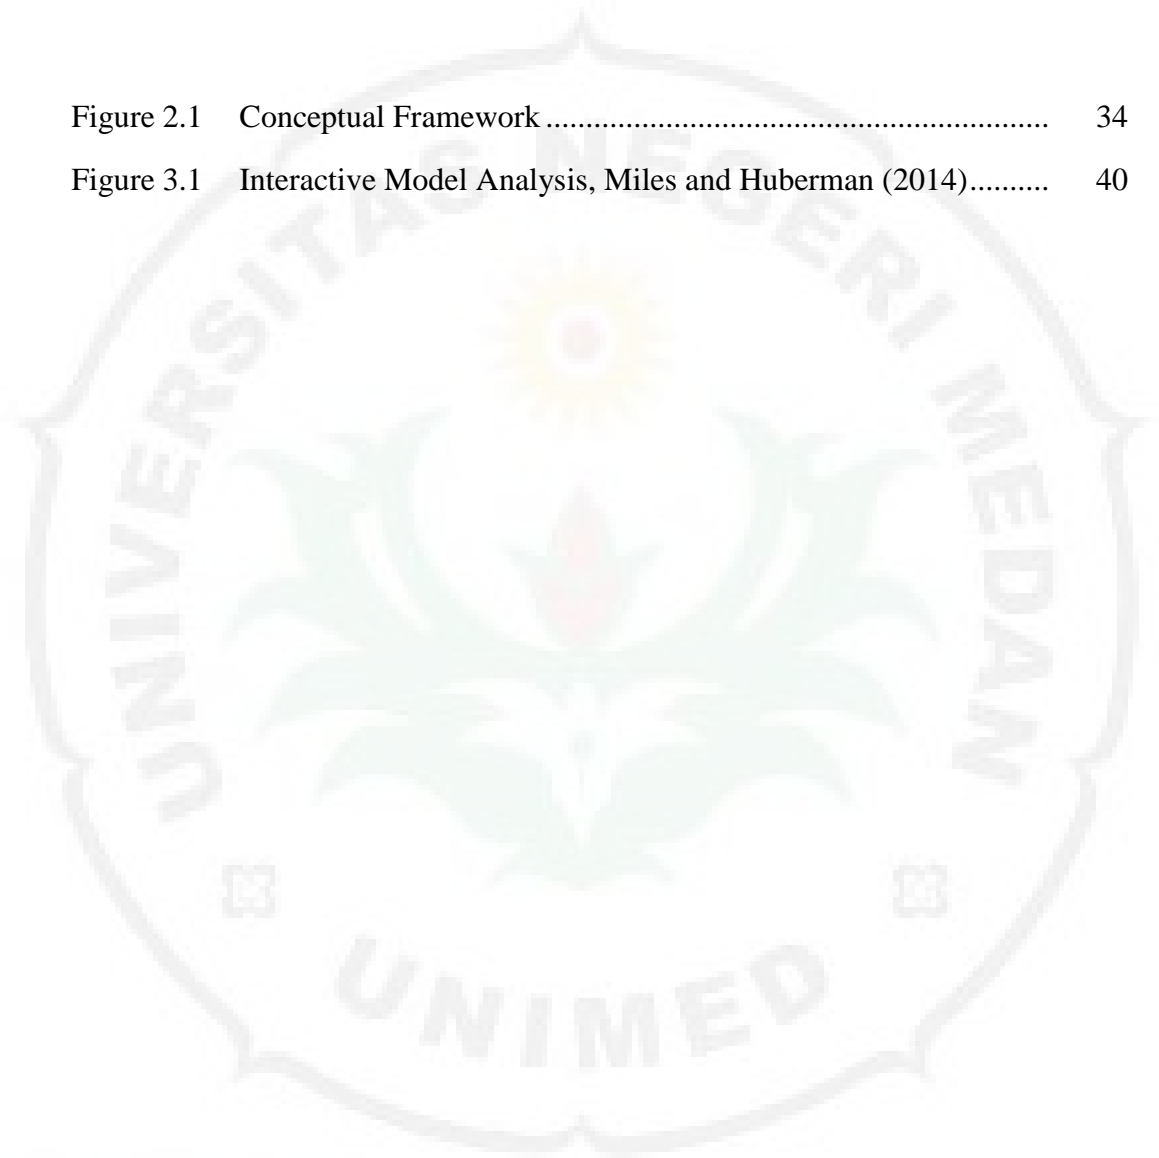 Figure 2.1 Conceptual Framework ..................................................... 34
Figure 3.1 Interactive Model Analysis, Miles and Huberman (2014).......... 40
UNIVERSITAS NEGERI MEDAN
UNIMED